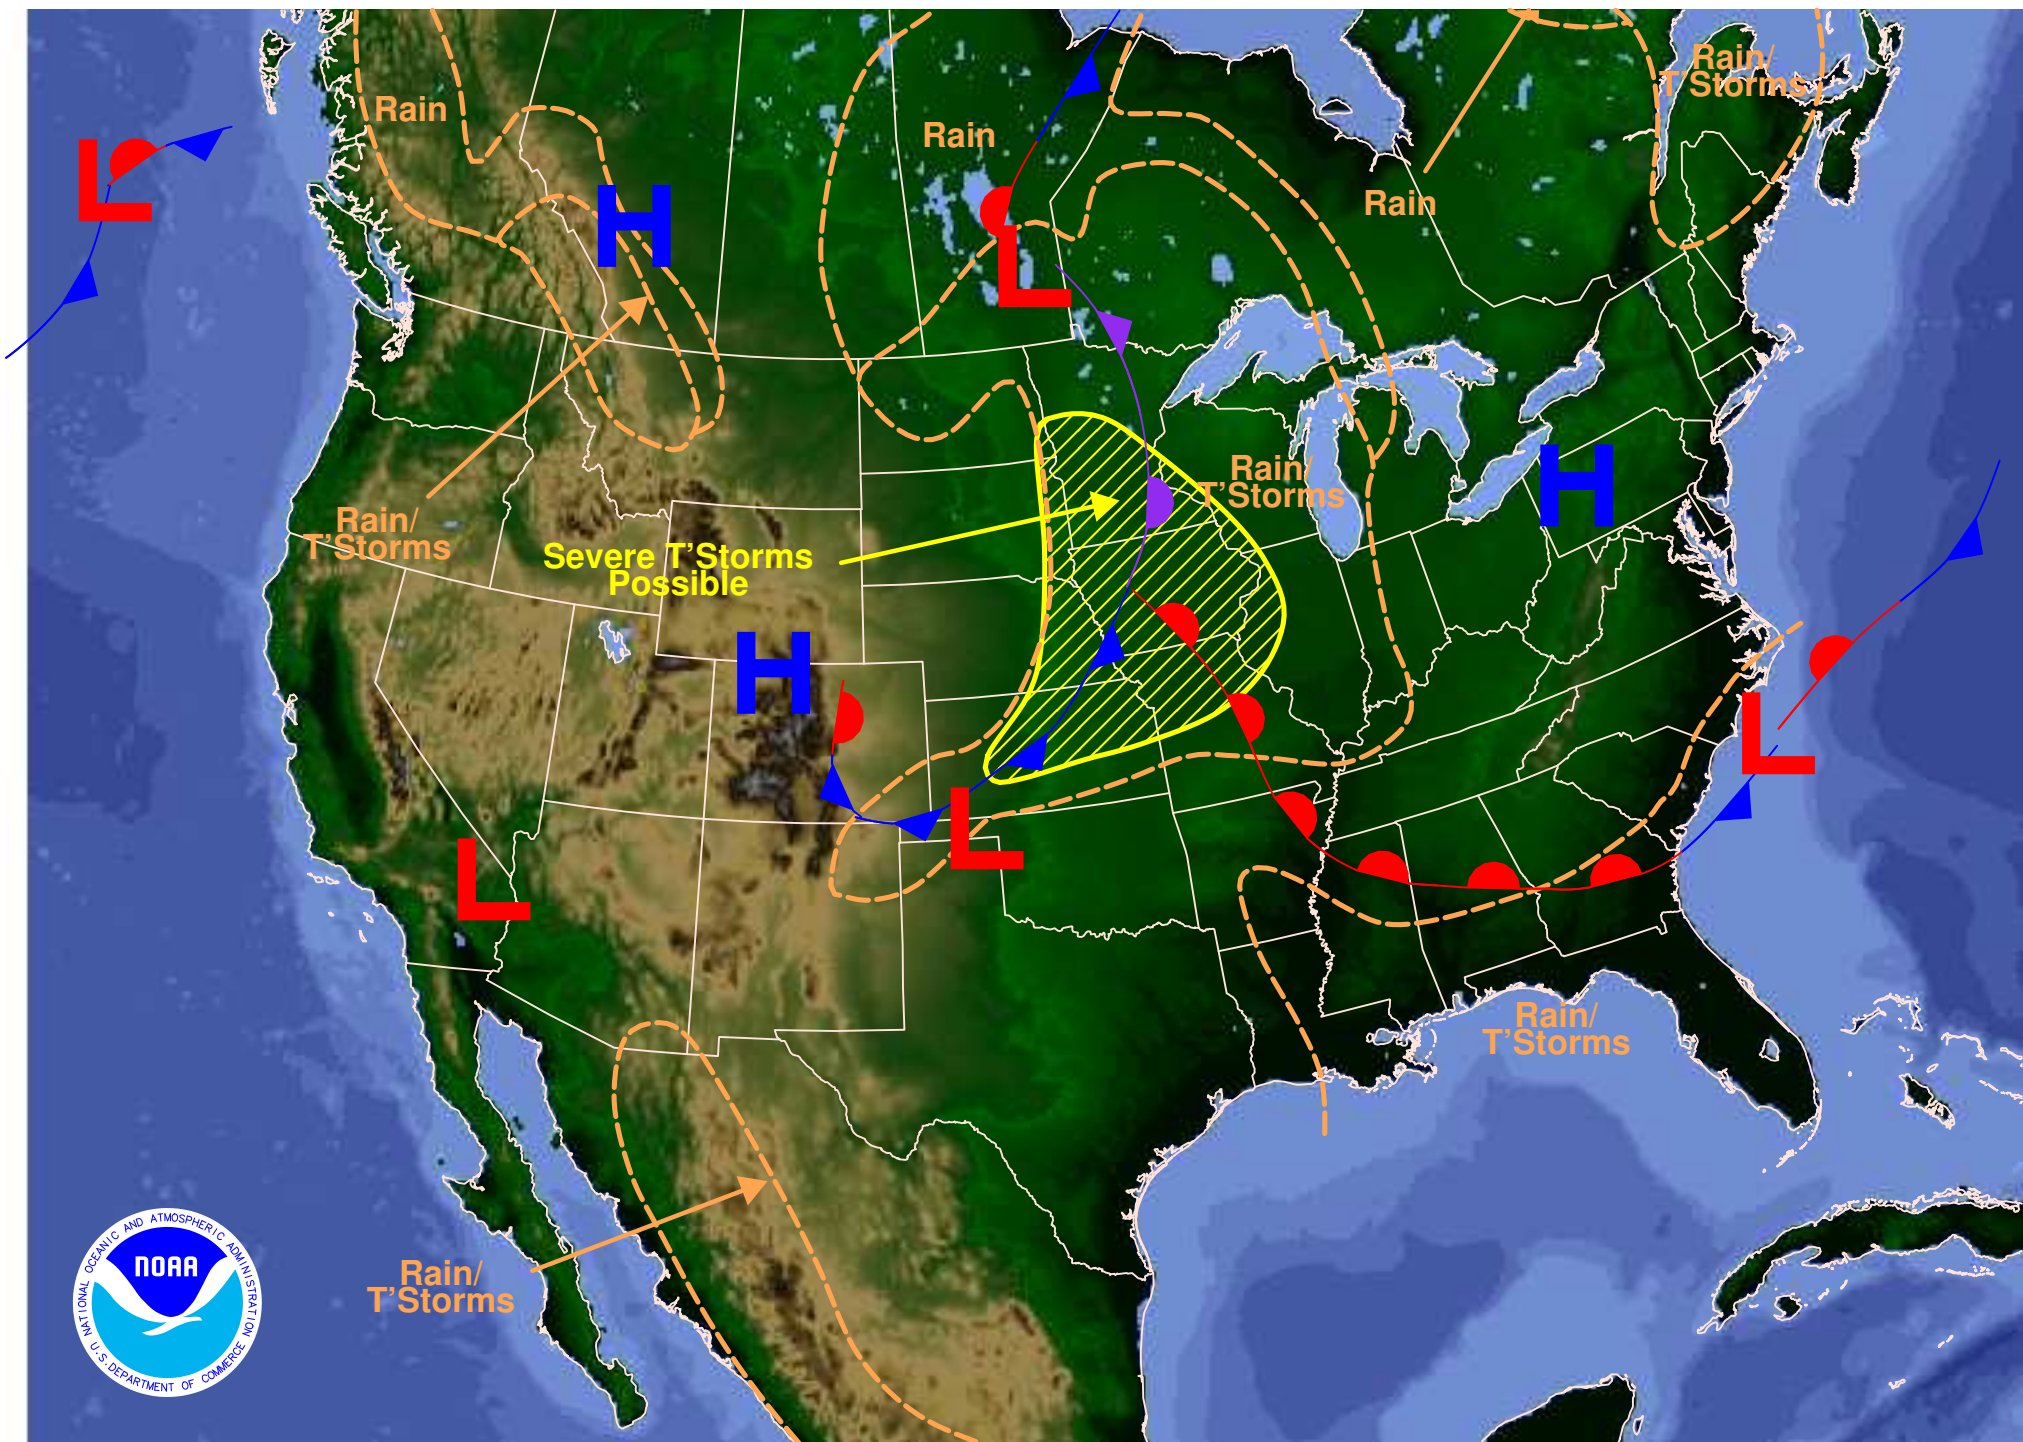 Rain/
T'Storms
Rain
Rain
Rain
H
L
L
Rain/
T'Storms
H
Rain/
T'Storms
Severe T'Storms
Possible
H
L
L
L
Rain/
T'Storms
NATIONAL OCEANIC AND ATMOSPHERIC ADMINISTRATION
NOAA
U.S. DEPARTMENT OF COMMERCE
Rain/
T'Storms